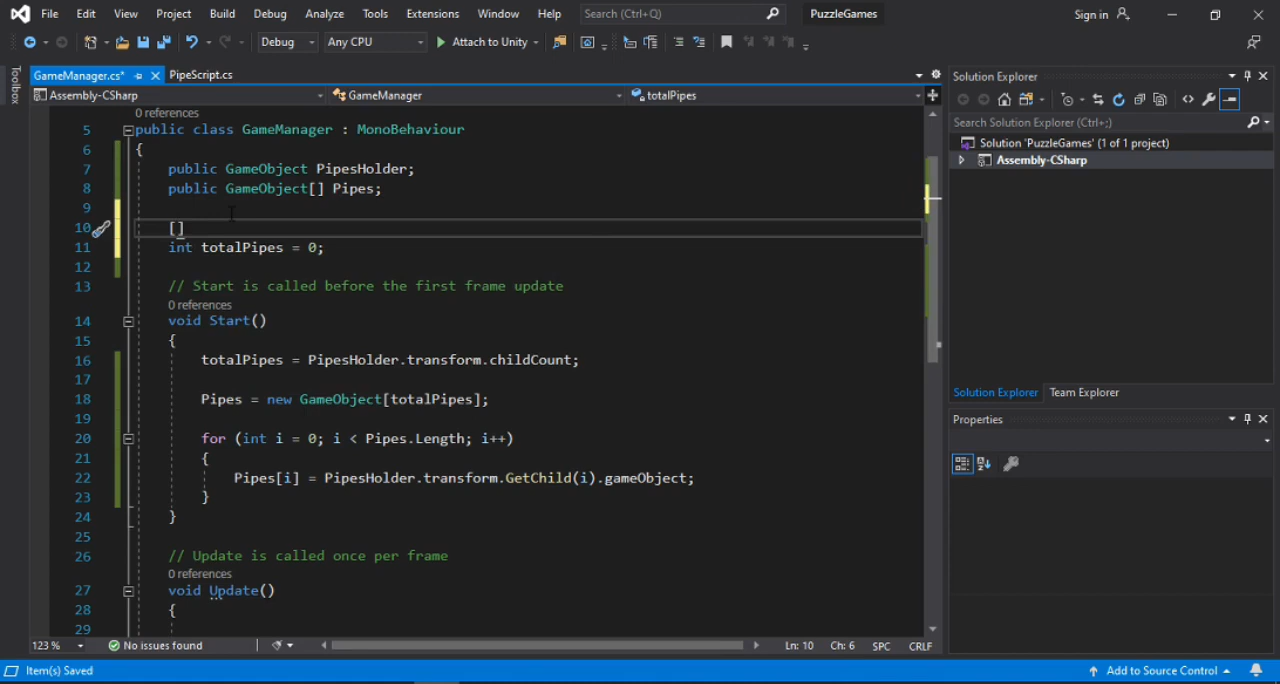 File Edit View Project Build Debug Analyze Tools Extensions Window Help Search (Ctrl+Q) PuzzleGames Sign in
Debug Any CPU Attach to Unity
Toolbox
GameManager.cs* PipeScript.cs
Assembly-CSharp GameManager totalPipes
0 references
5 public class GameManager : MonoBehaviour
6 {
7 public GameObject PipesHolder;
8 public GameObject[] Pipes;
9
10 []
11 int totalPipes = 0;
12
13 // Start is called before the first frame update
0 references
14 void Start()
15 {
16 totalPipes = PipesHolder.transform.childCount;
17
18 Pipes = new GameObject[totalPipes];
19
20 for (int i = 0; i < Pipes.Length; i++)
21 {
22 Pipes[i] = PipesHolder.transform.GetChild(i).gameObject;
23 }
24 }
25
26 // Update is called once per frame
0 references
27 void Update()
28 {
29
123 % No issues found Ln: 10 Ch: 6 SPC CRLF
Solution Explorer
Search Solution Explorer (Ctrl+;)
Solution 'PuzzleGames' (1 of 1 project)
Assembly-CSharp
Solution Explorer Team Explorer
Properties
Item(s) Saved Add to Source Control